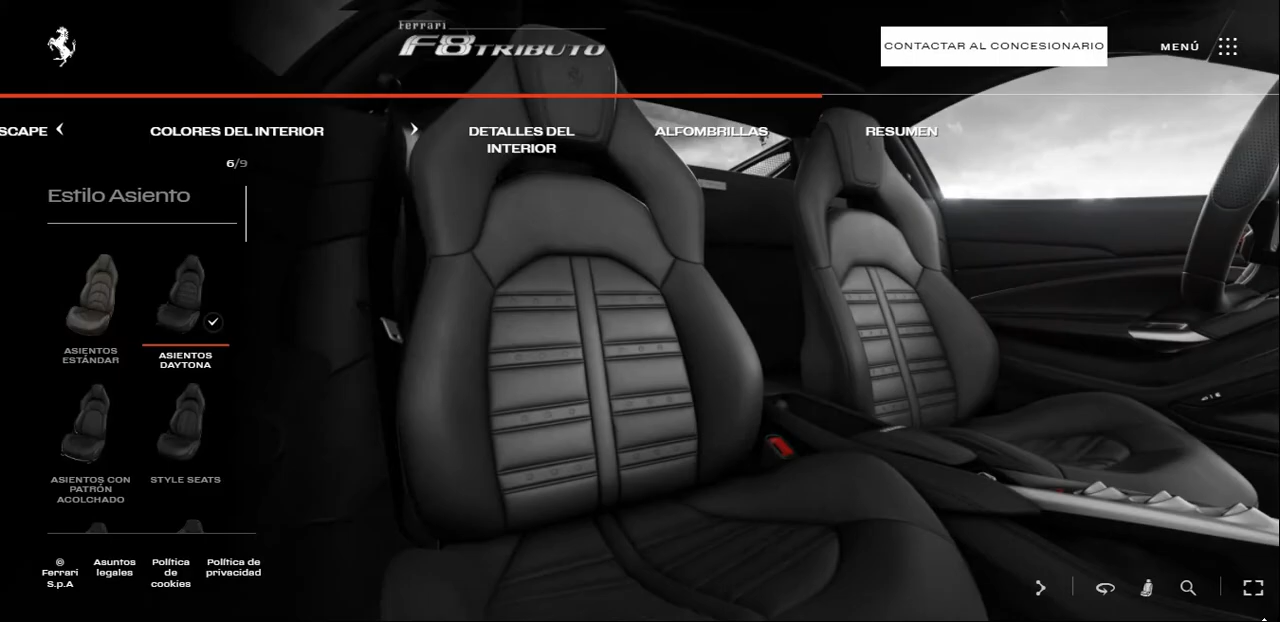 Ferrari
F8 TRIBUTO
CONTACTAR AL CONCESIONARIO
MENÚ
SCAPE
COLORES DEL INTERIOR
DETALLES DEL
INTERIOR
ALFOMBRILLAS
RESUMEN
6/9
Estilo Asiento
ASIENTOS
ESTÁNDAR
ASIENTOS
DAYTONA
ASIENTOS CON
PATRÓN
ACOLCHADO
STYLE SEATS
©
Ferrari
S.p.A
Asuntos
legales
Política
de
cookies
Política de
privacidad